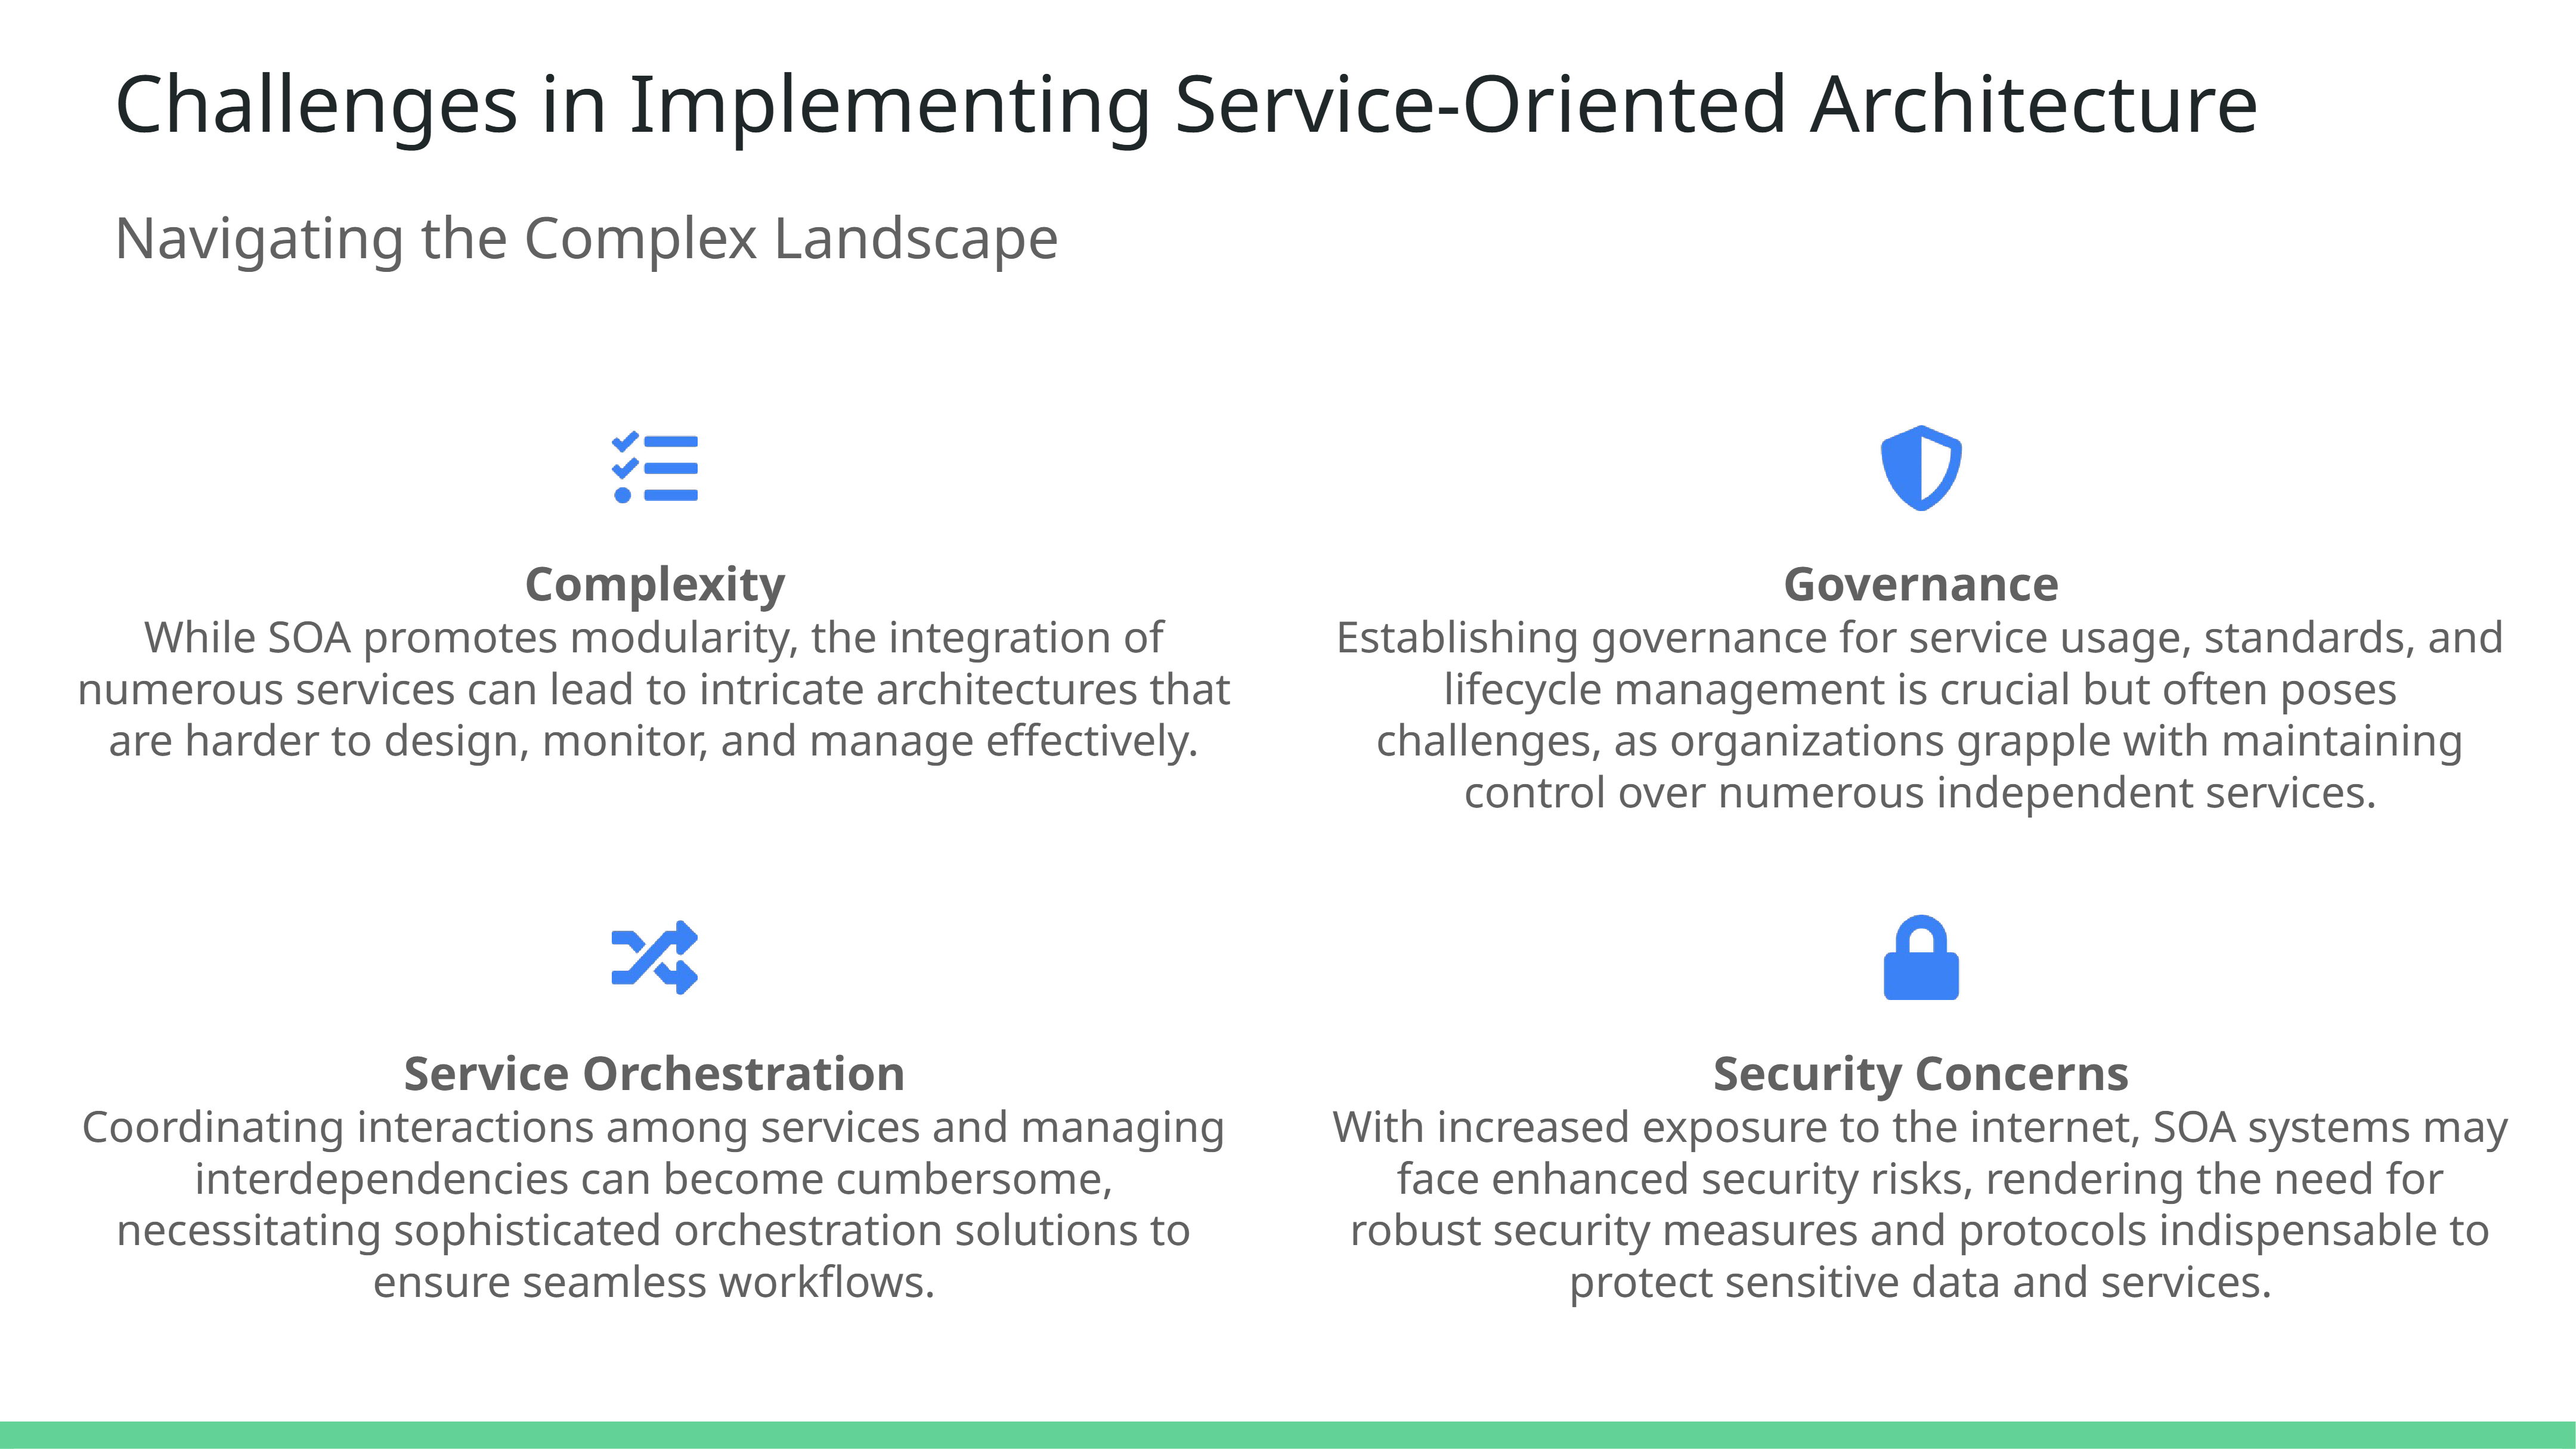 Challenges in Implementing Service-Oriented Architecture
Navigating the Complex Landscape
Complexity
While SOA promotes modularity, the integration of
numerous services can lead to intricate architectures that
are harder to design, monitor, and manage effectively.
Governance
Establishing governance for service usage, standards, and
lifecycle management is crucial but often poses
challenges, as organizations grapple with maintaining
control over numerous independent services.
Service Orchestration
Coordinating interactions among services and managing
interdependencies can become cumbersome,
necessitating sophisticated orchestration solutions to
ensure seamless workflows.
Security Concerns
With increased exposure to the internet, SOA systems may
face enhanced security risks, rendering the need for
robust security measures and protocols indispensable to
protect sensitive data and services.